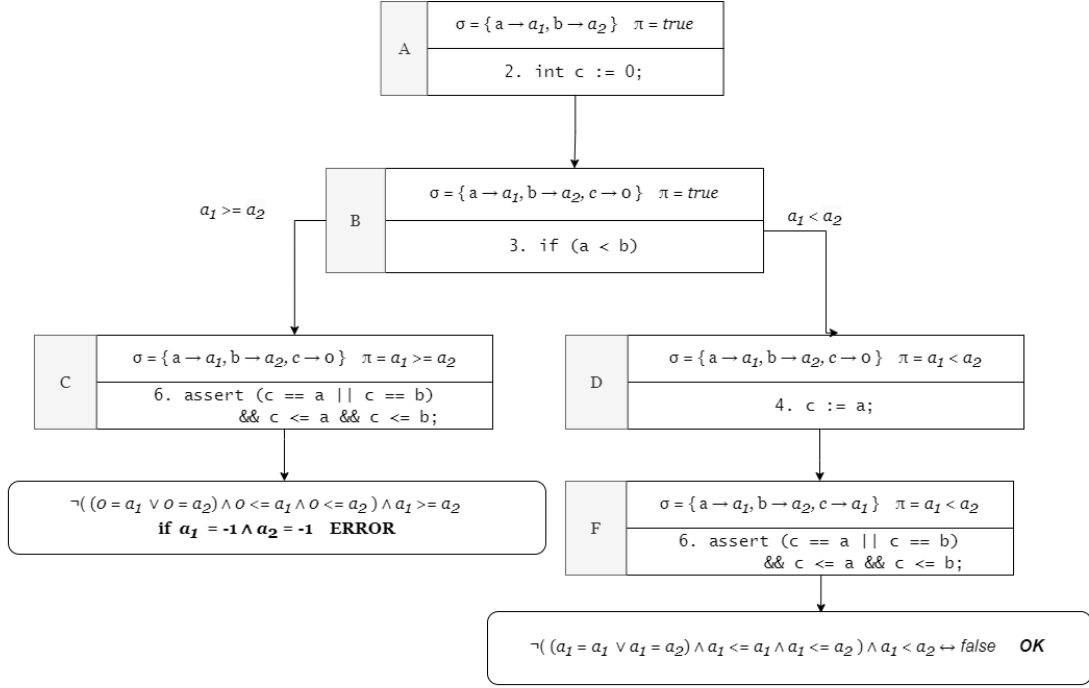 σ = { a → a₁, b → a₂ } π = true
A
2. int c := 0;
σ = { a → a₁, b → a₂, c → 0 } π = true
a₁ >= a₂
B
a₁ < a₂
3. if (a < b)
σ = { a → a₁, b → a₂, c → 0 } π = a₁ >= a₂
C
6. assert (c == a || c == b)
&& c <= a && c <= b;
σ = { a → a₁, b → a₂, c → 0 } π = a₁ < a₂
D
4. c := a;
¬( (0 = a₁ ∨ 0 = a₂) ∧ 0 <= a₁ ∧ 0 <= a₂ ) ∧ a₁ >= a₂
if a₁ = -1 ∧ a₂ = -1 ERROR
σ = { a → a₁, b → a₂, c → a₁ } π = a₁ < a₂
F
6. assert (c == a || c == b)
&& c <= a && c <= b;
¬( (a₁ = a₁ ∨ a₁ = a₂) ∧ a₁ <= a₁ ∧ a₁ <= a₂ ) ∧ a₁ < a₂ ↔ false OK